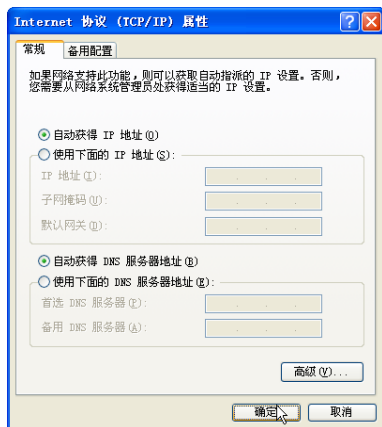 Internet 协议 (TCP/IP) 属性
常规 备用配置
如果网络支持此功能，则可以获取自动指派的 IP 设置。否则，
您需要从网络系统管理员处获得适当的 IP 设置。
自动获得 IP 地址(O)
使用下面的 IP 地址(S):
IP 地址(I):
子网掩码(U):
默认网关(D):
自动获得 DNS 服务器地址(B)
使用下面的 DNS 服务器地址(E):
首选 DNS 服务器(P):
备用 DNS 服务器(A):
高级(V)...
确定 取消